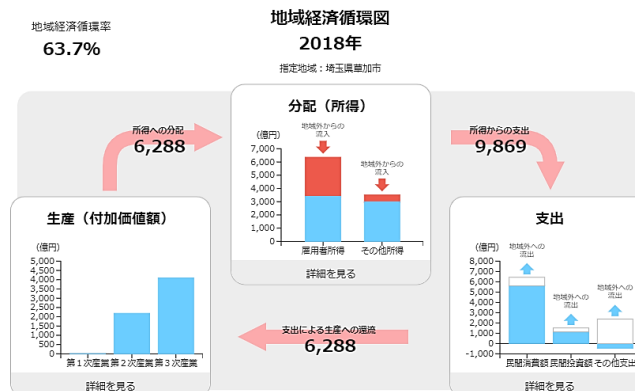 地域経済循環図
2018年
指定地域：埼玉県草加市
地域経済循環率
63.7%
所得への分配
6,288
分配（所得）
(億円)
地域外からの
流入
地域外からの
流入
7,000
6,000
5,000
4,000
3,000
2,000
1,000
0
雇用者所得 その他所得
詳細を見る
所得からの支出
9,869
生産（付加価値額）
(億円)
5,000
4,500
4,000
3,500
3,000
2,500
2,000
1,500
1,000
500
0
第１次産業 第２次産業 第３次産業
詳細を見る
支出
(億円)
地域外への
流出
地域外への
流出
地域外への
流出
8,000
7,000
6,000
5,000
4,000
3,000
2,000
1,000
0
-1,000
民間消費額 民間投資額 その他支出
詳細を見る
支出による生産への還流
6,288